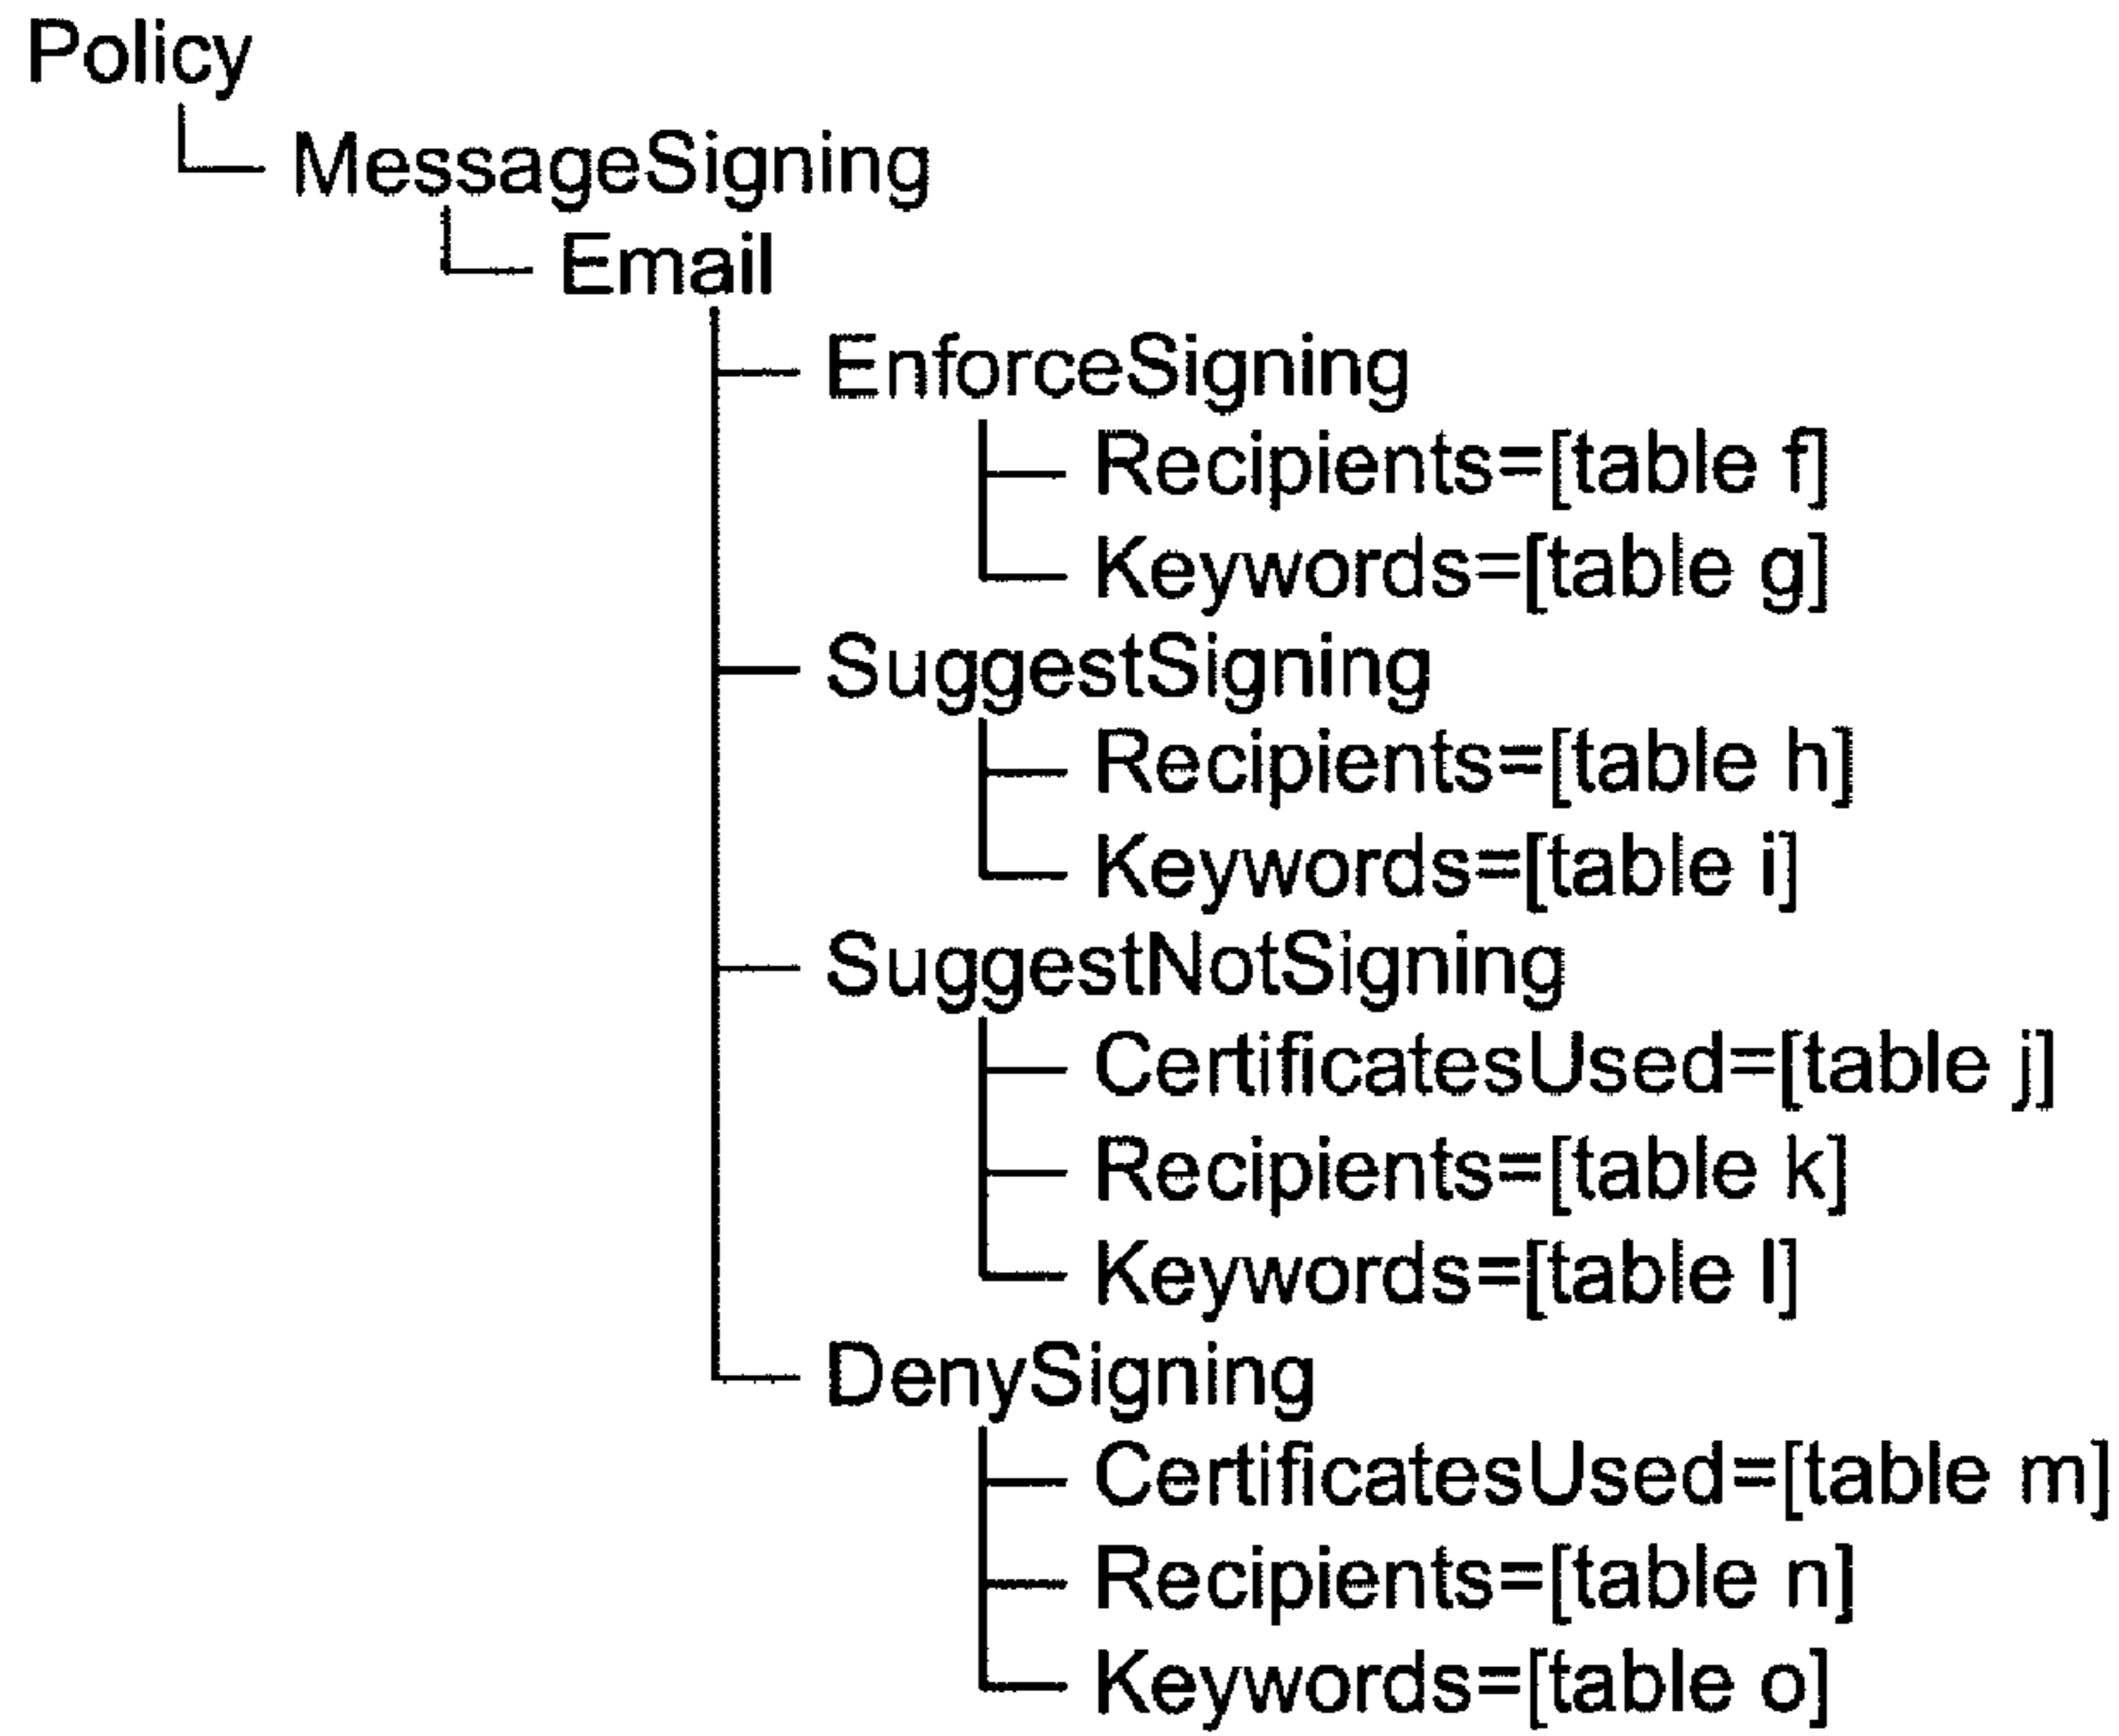 Policy
MessageSigning
Email
EnforceSigning
Recipients=[table f]
Keywords=[table g]
SuggestSigning
Recipients=[table h]
Keywords=[table i]
SuggestNotSigning
CertificatesUsed=[table j]
Recipients=[table k]
Keywords=[table l]
DenySigning
CertificatesUsed=[table m]
Recipients=[table n]
Keywords=[table o]